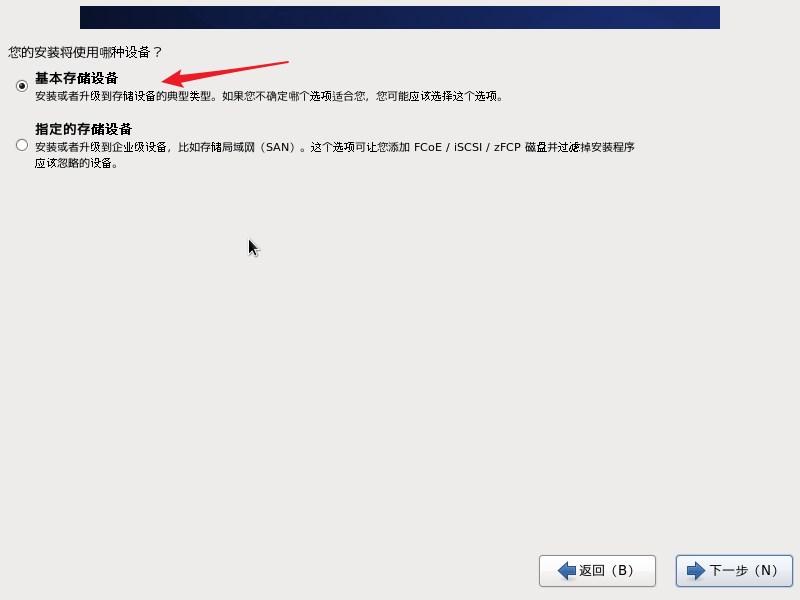 您的安装将使用哪种设备？
基本存储设备
安装或者升级到存储设备的典型类型。如果您不确定哪个选项适合您，您可能应该选择这个选项。
指定的存储设备
安装或者升级到企业级设备，比如存储局域网（SAN）。这个选项可让您添加 FCoE / iSCSI / zFCP 磁盘并过滤掉安装程序
应该忽略的设备。
返回（B）
下一步（N）